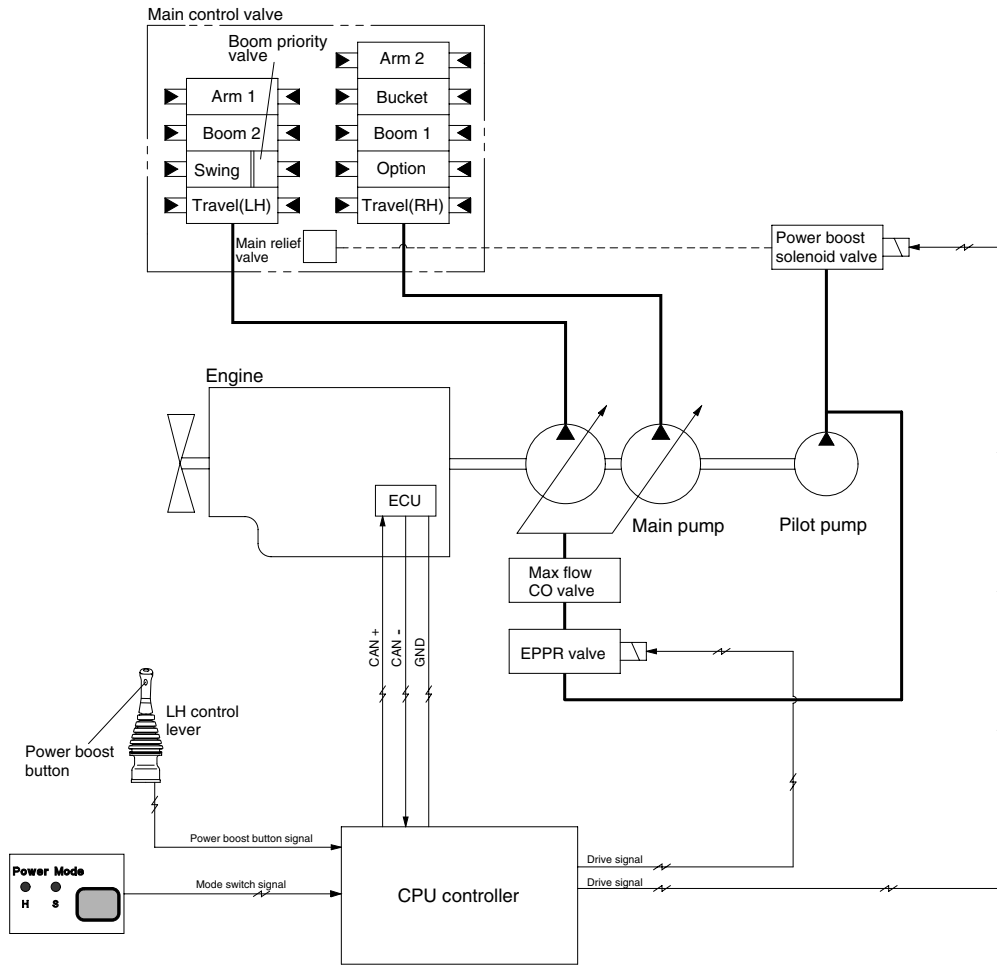 Main control valve
Boom priority
valve
Arm 1
Boom 2
Swing
Travel(LH)
Arm 2
Bucket
Boom 1
Option
Travel(RH)
Main relief
valve
Power boost
solenoid valve
Engine
ECU
Main pump
Pilot pump
Max flow
CO valve
EPPR valve
CAN +
CAN -
GND
LH control
lever
Power boost
button
Power boost button signal
Mode switch signal
Power Mode
H S
CPU controller
Drive signal
Drive signal